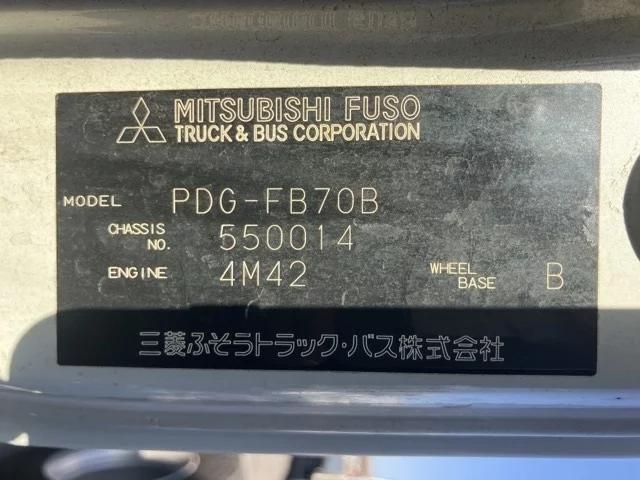 MITSUBISHI FUSO
TRUCK & BUS CORPORATION
MODEL PDG-FB70B
CHASSIS NO. 550014
ENGINE 4M42 WHEEL BASE B
三菱ふそうトラック・バス株式会社